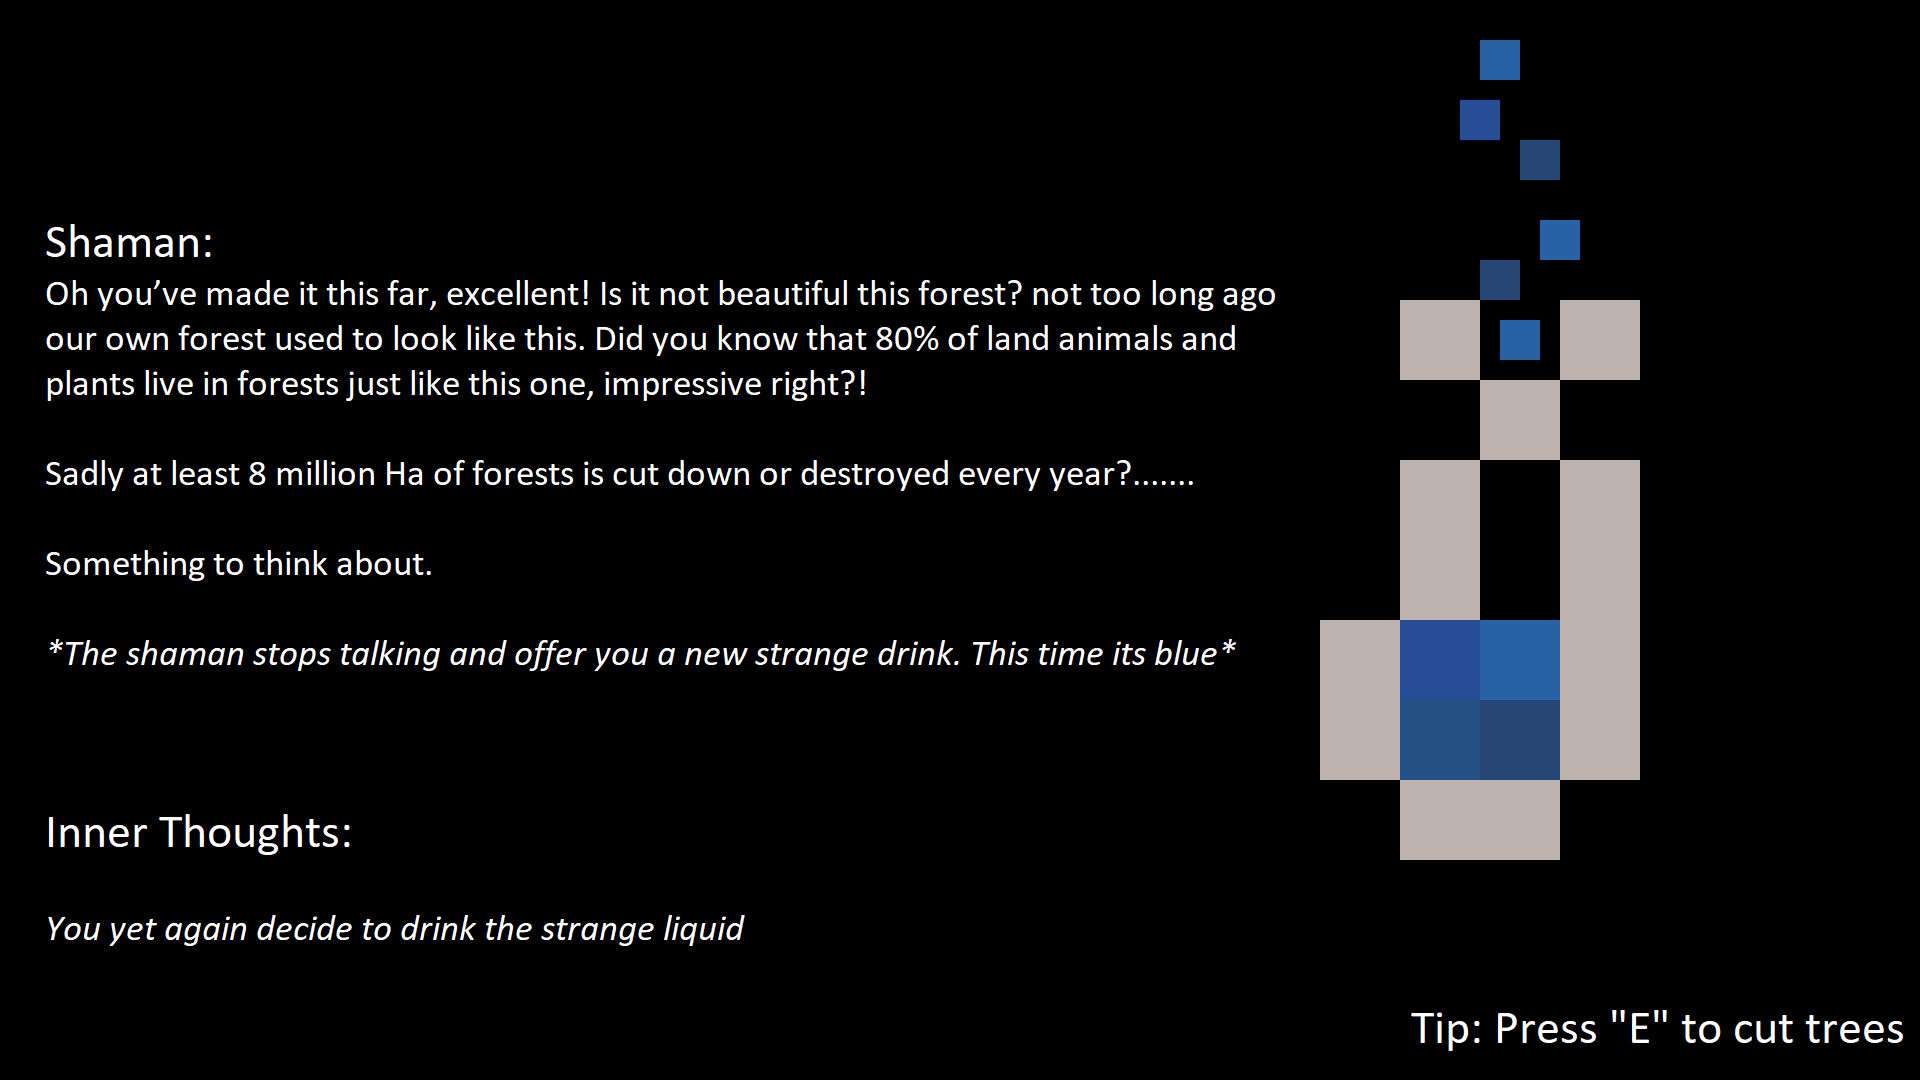 Shaman:
Oh you’ve made it this far, excellent! Is it not beautiful this forest? not too long ago
our own forest used to look like this. Did you know that 80% of land animals and
plants live in forests just like this one, impressive right?!
Sadly at least 8 million Ha of forests is cut down or destroyed every year?.......
Something to think about.
*The shaman stops talking and offer you a new strange drink. This time its blue*
Inner Thoughts:
You yet again decide to drink the strange liquid
Tip: Press "E" to cut trees